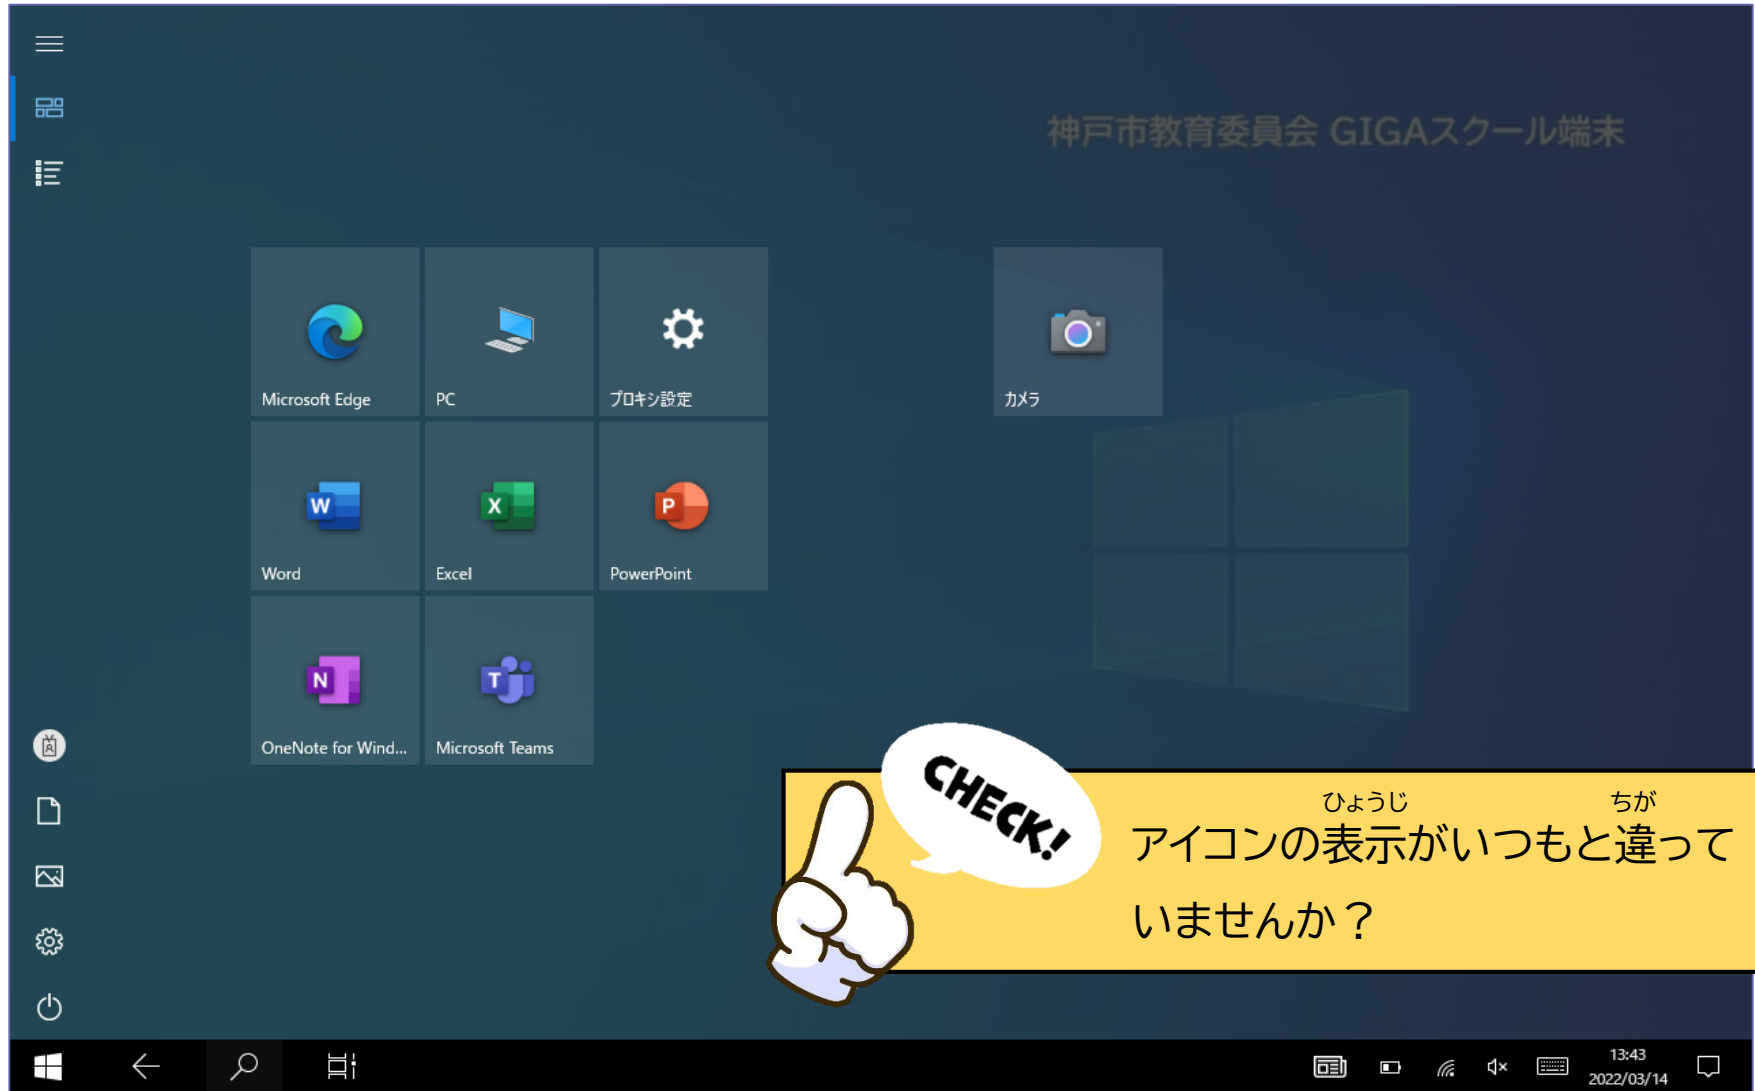 神戸市教育委員会 GIGAスクール端末
Microsoft Edge
PC
プロキシ設定
カメラ
W
X
P
Word
Excel
PowerPoint
N
T
OneNote for Wind...
Microsoft Teams
CHECK!
ひょうじ ちが
アイコンの表示がいつもと違って
いませんか？
13:43
2022/03/14